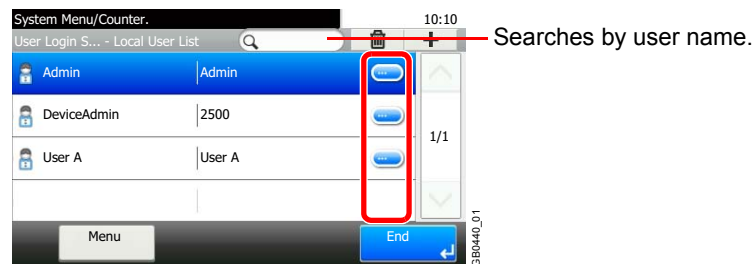 System Menu/Counter. 10:10
User Login S... - Local User List
Searches by user name.
Admin Admin
DeviceAdmin 2500
1/1
User A User A
Menu End
GB0440_01